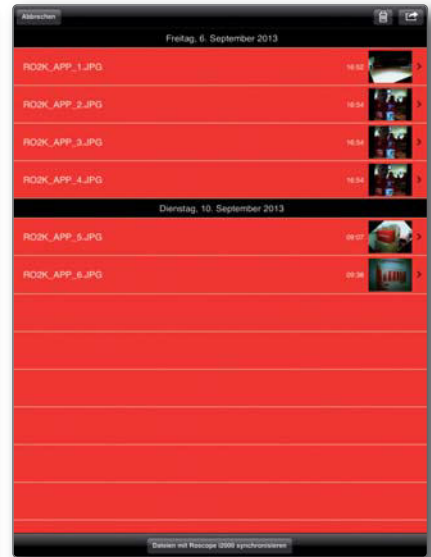 Abbrechen
Freitag, 6. September 2013
RO2K_APP_1.JPG 16:52
RO2K_APP_2.JPG 16:54
RO2K_APP_3.JPG 16:54
RO2K_APP_4.JPG 16:54
Dienstag, 10. September 2013
RO2K_APP_5.JPG 09:07
RO2K_APP_6.JPG 09:38
Dateien mit Roscope i2000 synchronisieren